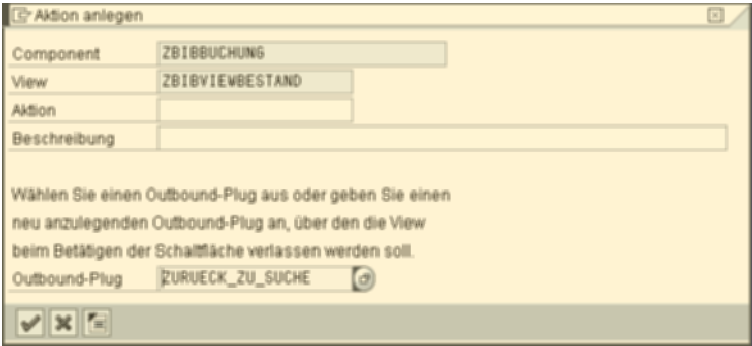 Aktion anlegen
Component ZBIBBUCHUNG
View ZBIBVIEWBESTAND
Aktion
Beschreibung
Wählen Sie einen Outbound-Plug aus oder geben Sie einen
neu anzulegenden Outbound-Plug an, über den die View
beim Betätigen der Schaltfläche verlassen werden soll.
Outbound-Plug ZURUECK_ZU_SUCHE